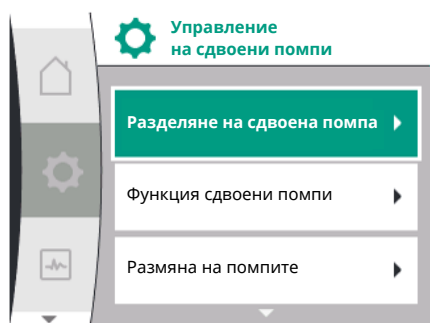 Управление
на сдвоени помпи
Разделяне на сдвоена помпа
Функция сдвоени помпи
Размяна на помпите